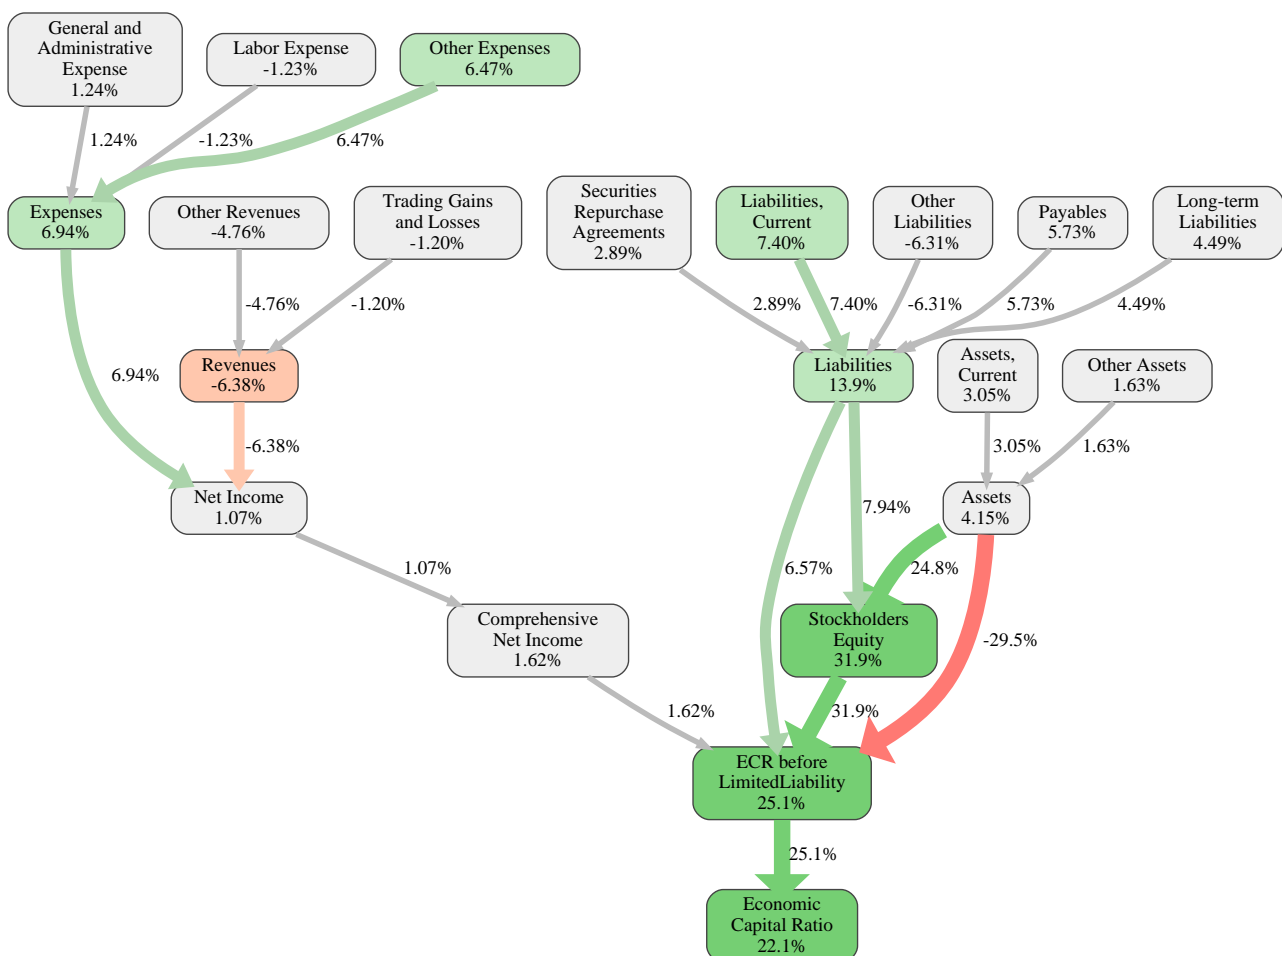 General and
Administrative
Expense
1.24%
Labor Expense
-1.23%
Other Expenses
6.47%
1.24%
-1.23%
6.47%
Expenses
6.94%
Other Revenues
-4.76%
Trading Gains
and Losses
-1.20%
Securities
Repurchase
Agreements
2.89%
Liabilities,
Current
7.40%
Other
Liabilities
-6.31%
Payables
5.73%
Long-term
Liabilities
4.49%
-4.76%
-1.20%
2.89%
7.40%
-6.31%
5.73%
4.49%
6.94%
Revenues
-6.38%
Liabilities
13.9%
Assets,
Current
3.05%
Other Assets
1.63%
-6.38%
3.05%
1.63%
Net Income
1.07%
7.94%
Assets
4.15%
1.07%
6.57%
24.8%
Comprehensive
Net Income
1.62%
Stockholders
Equity
31.9%
-29.5%
1.62%
31.9%
ECR before
LimitedLiability
25.1%
25.1%
Economic
Capital Ratio
22.1%